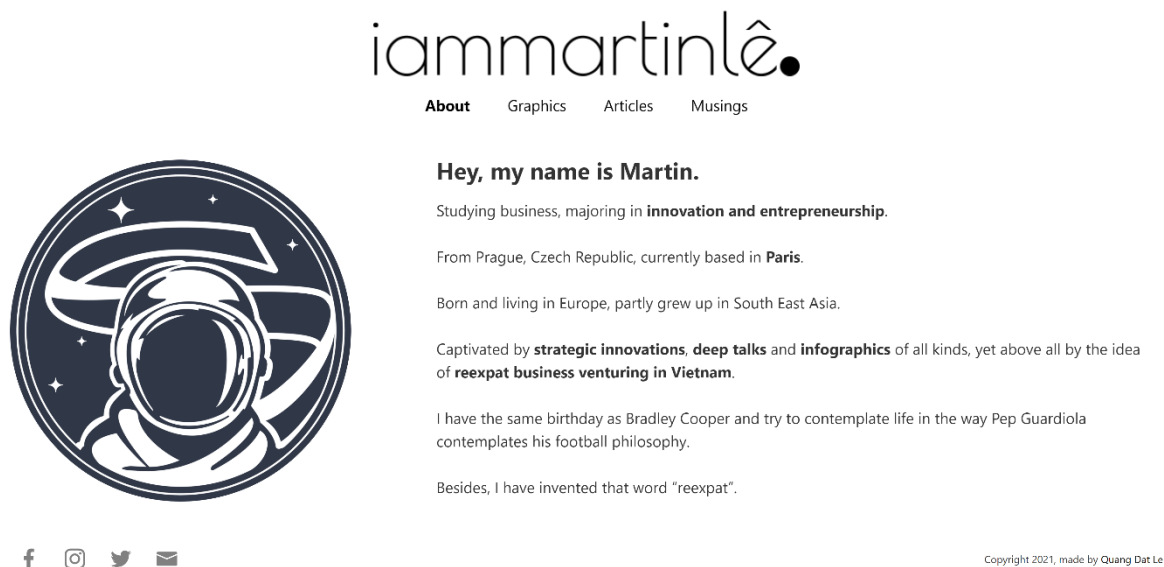 iammartinlê.
About Graphics Articles Musings
Hey, my name is Martin.
Studying business, majoring in innovation and entrepreneurship.
From Prague, Czech Republic, currently based in Paris.
Born and living in Europe, partly grew up in South East Asia.
Captivated by strategic innovations, deep talks and infographics of all kinds, yet above all by the idea
of reexpat business venturing in Vietnam.
I have the same birthday as Bradley Cooper and try to contemplate life in the way Pep Guardiola
contemplates his football philosophy.
Besides, I have invented that word “reexpat”.
Copyright 2021, made by Quang Dat Le